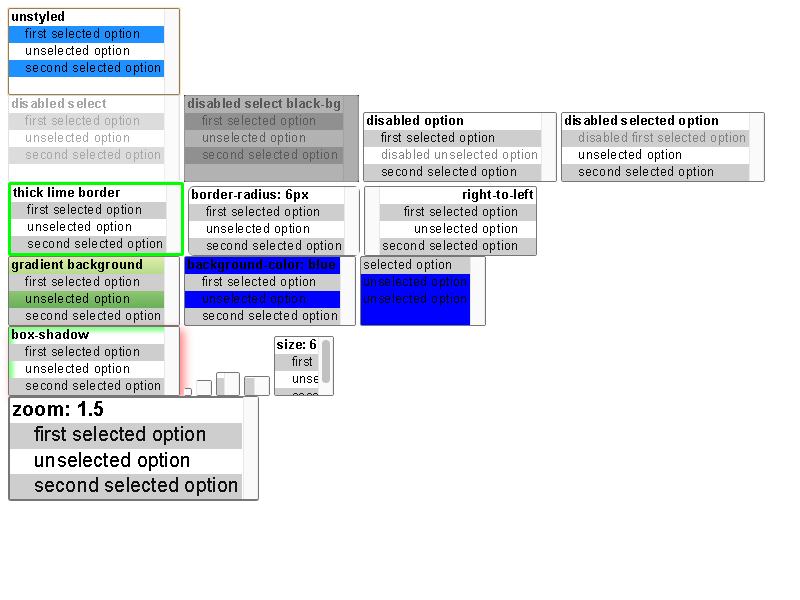 unstyled
first selected option
unselected option
second selected option
disabled select
first selected option
unselected option
second selected option
disabled select black-bg
first selected option
unselected option
second selected option
disabled option
first selected option
disabled unselected option
second selected option
disabled selected option
disabled first selected option
unselected option
second selected option
thick lime border
first selected option
unselected option
second selected option
border-radius: 6px
first selected option
unselected option
second selected option
right-to-left
first selected option
unselected option
second selected option
gradient background
first selected option
unselected option
second selected option
background-color: blue
first selected option
unselected option
second selected option
selected option
unselected option
unselected option
box-shadow
first selected option
unselected option
second selected option
size: 6
first
unse
zoom: 1.5
first selected option
unselected option
second selected option